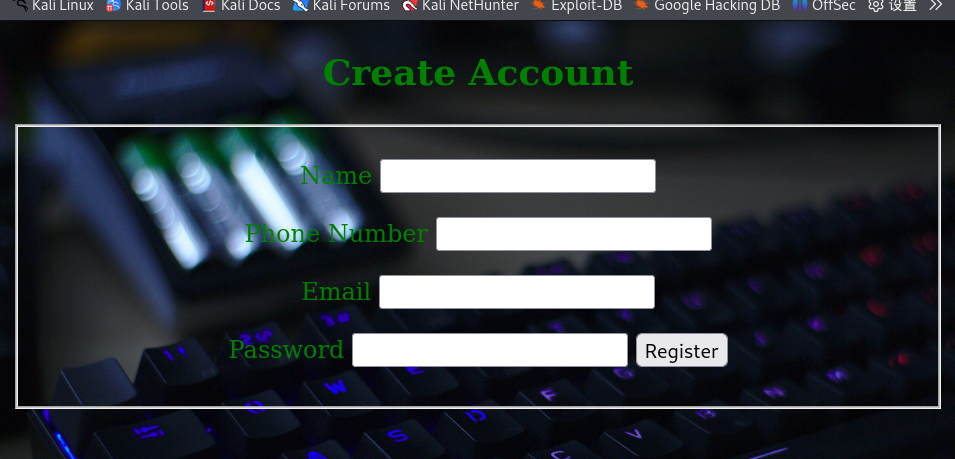 Kali Linux Kali Tools Kali Docs Kali Forums Kali NetHunter Exploit-DB Google Hacking DB OffSec 设置
Create Account
Name
Phone Number
Email
Password Register